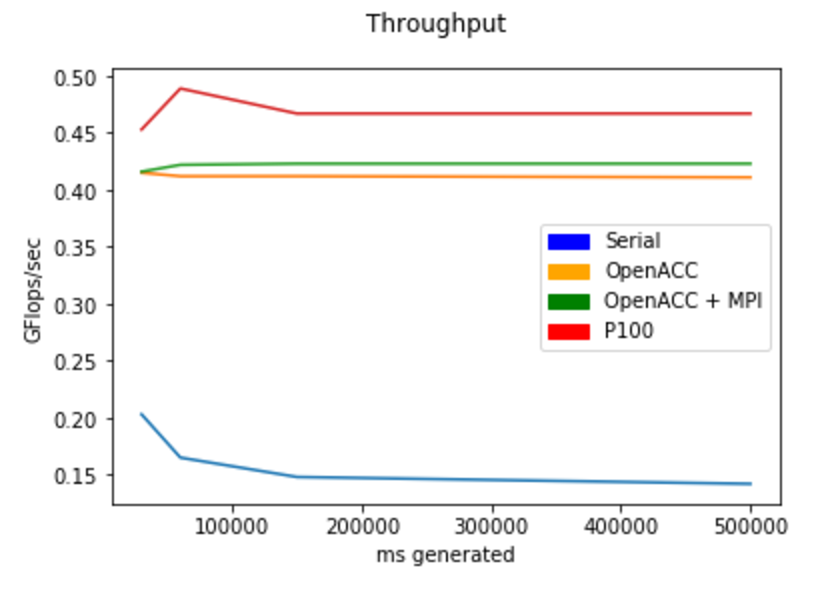 Throughput
0.50
0.45
0.40
0.35
0.30
0.25
0.20
0.15
GFlops/sec
Serial
OpenACC
OpenACC + MPI
P100
100000 200000 300000 400000 500000
ms generated